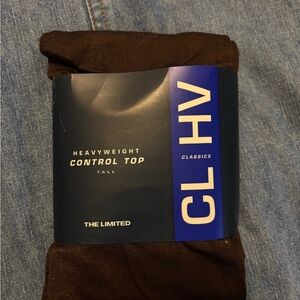 HEAVYWEIGHT
CONTROL TOP
TALL
THE LIMITED
CL HV
CLASSICS